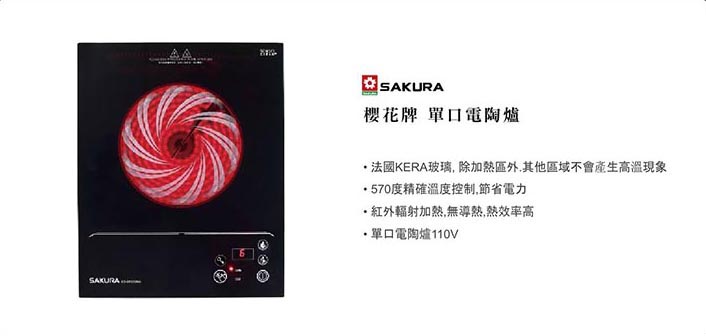 SAKURA
SAKURA
櫻花牌 單口電陶爐
• 法國KERA玻璃, 除加熱區外.其他區域不會產生高溫現象
• 570度精確溫度控制,節省電力
• 紅外輻射加熱,無導熱,熱效率高
• 單口電陶爐110V
6
SAKURA